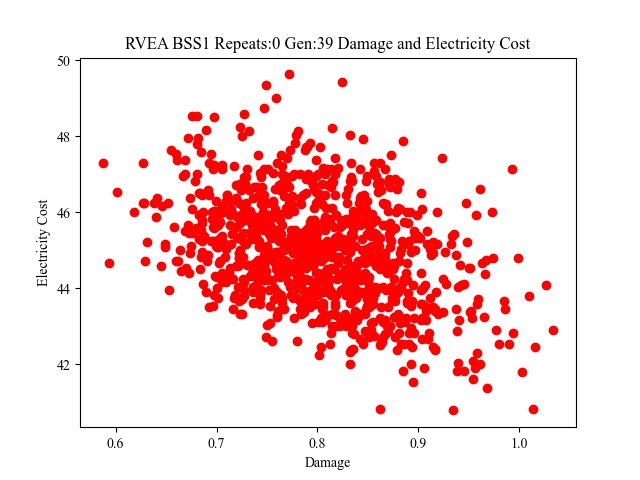 RVEA BSS1 Repeats:0 Gen:39 Damage and Electricity Cost
50
48
46
44
42
Electricity Cost
0.6 0.7 0.8 0.9 1.0
Damage